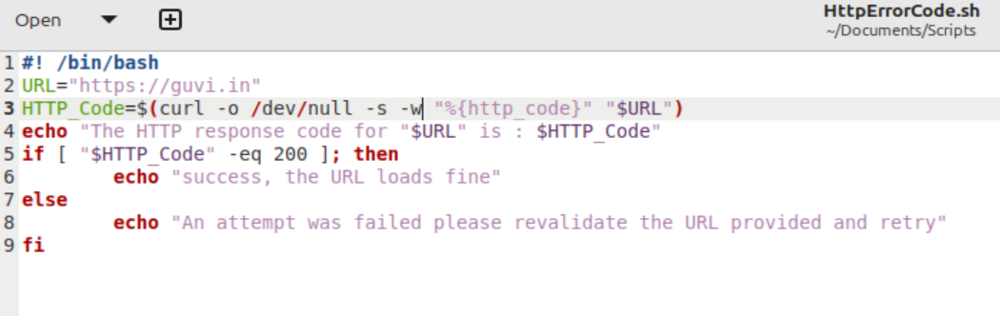 Open
HttpErrorCode.sh
~/Documents/Scripts
1 #! /bin/bash
2 URL="https://guvi.in"
3 HTTP_Code=$(curl -o /dev/null -s -w "%{http_code}" "$URL")
4 echo "The HTTP response code for "$URL" is : $HTTP_Code"
5 if [ "$HTTP_Code" -eq 200 ]; then
6 echo "success, the URL loads fine"
7 else
8 echo "An attempt was failed please revalidate the URL provided and retry"
9 fi